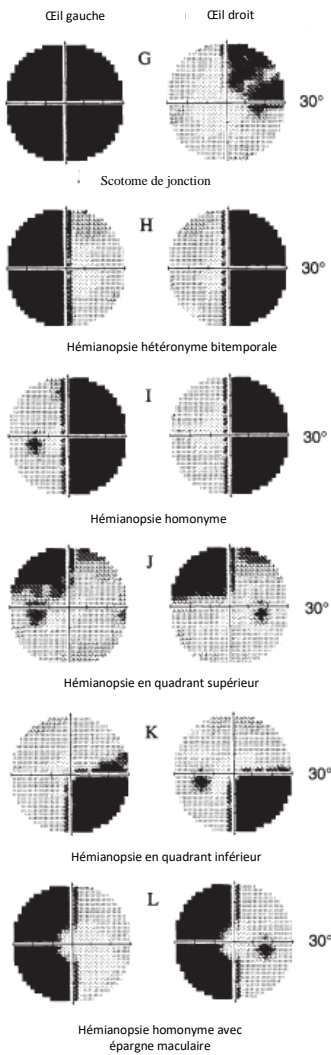 Œil gauche Œil droit
G
30°
Scotome de jonction
H
30°
Hémianopsie hétéronyme bitemporale
I
30°
Hémianopsie homonyme
J
30°
Hémianopsie en quadrant supérieur
K
30°
Hémianopsie en quadrant inférieur
L
30°
Hémianopsie homonyme avec
épargne maculaire